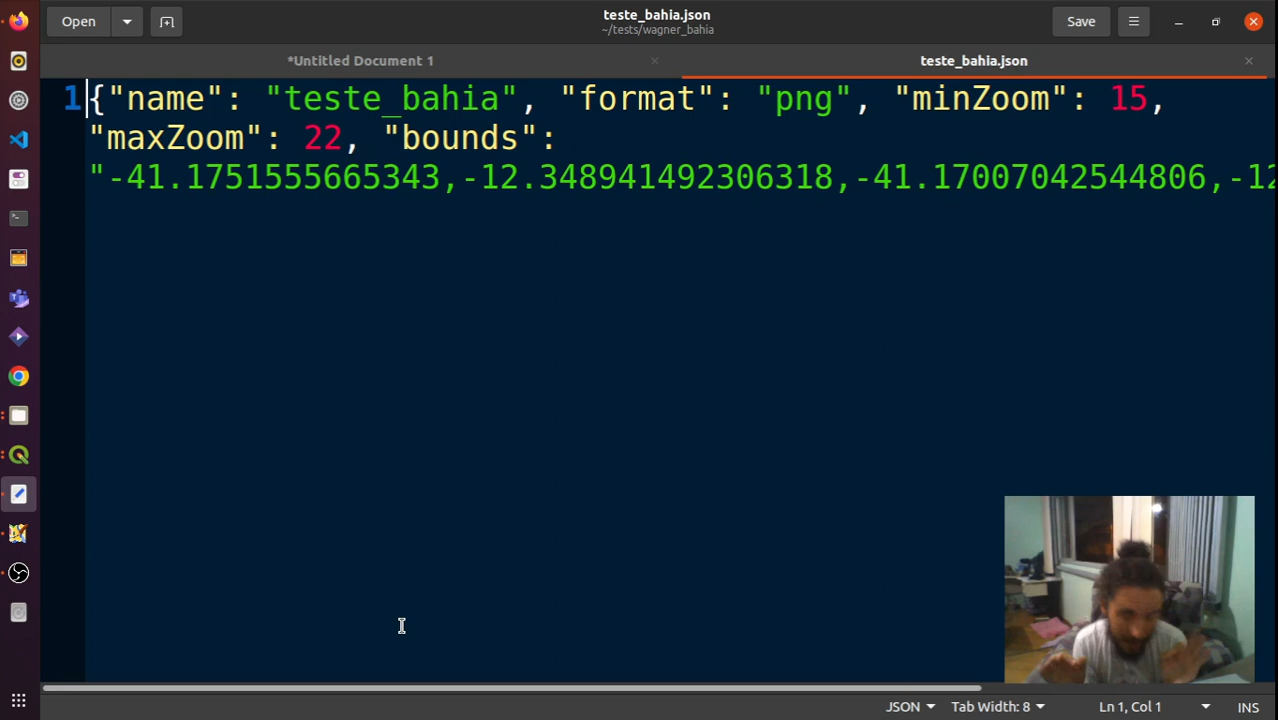 Open
teste_bahia.json
~/tests/wagner_bahia
Save
*Untitled Document 1
teste_bahia.json
1 {"name": "teste_bahia", "format": "png", "minZoom": 15,
"maxZoom": 22, "bounds":
"-41.1751555665343,-12.348941492306318,-41.17007042544806,-12
JSON
Tab Width: 8
Ln 1, Col 1
INS